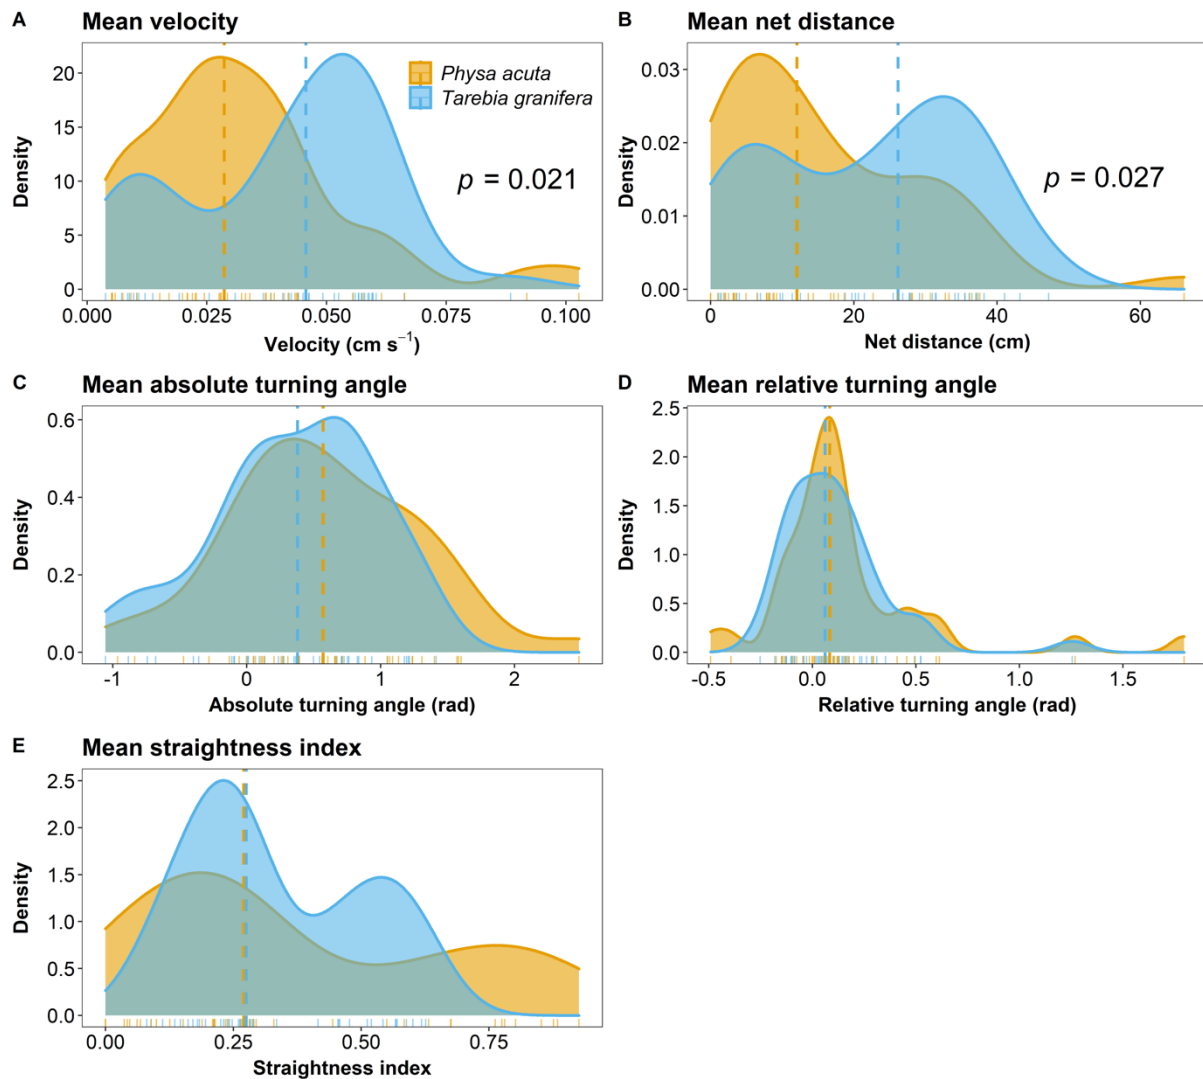 A Mean velocity
Density
20
15
10
5
0
0.000 0.025 0.050 0.075 0.100
Velocity (cm s⁻¹)
Physa acuta
Tarebia granifera
p = 0.021
B Mean net distance
Density
0.03
0.02
0.01
0.00
0 20 40 60
Net distance (cm)
p = 0.027
C Mean absolute turning angle
Density
0.6
0.4
0.2
0.0
-1 0 1 2
Absolute turning angle (rad)
D Mean relative turning angle
Density
2.5
2.0
1.5
1.0
0.5
0.0
-0.5 0.0 0.5 1.0 1.5
Relative turning angle (rad)
E Mean straightness index
Density
2.5
2.0
1.5
1.0
0.5
0.0
0.00 0.25 0.50 0.75
Straightness index